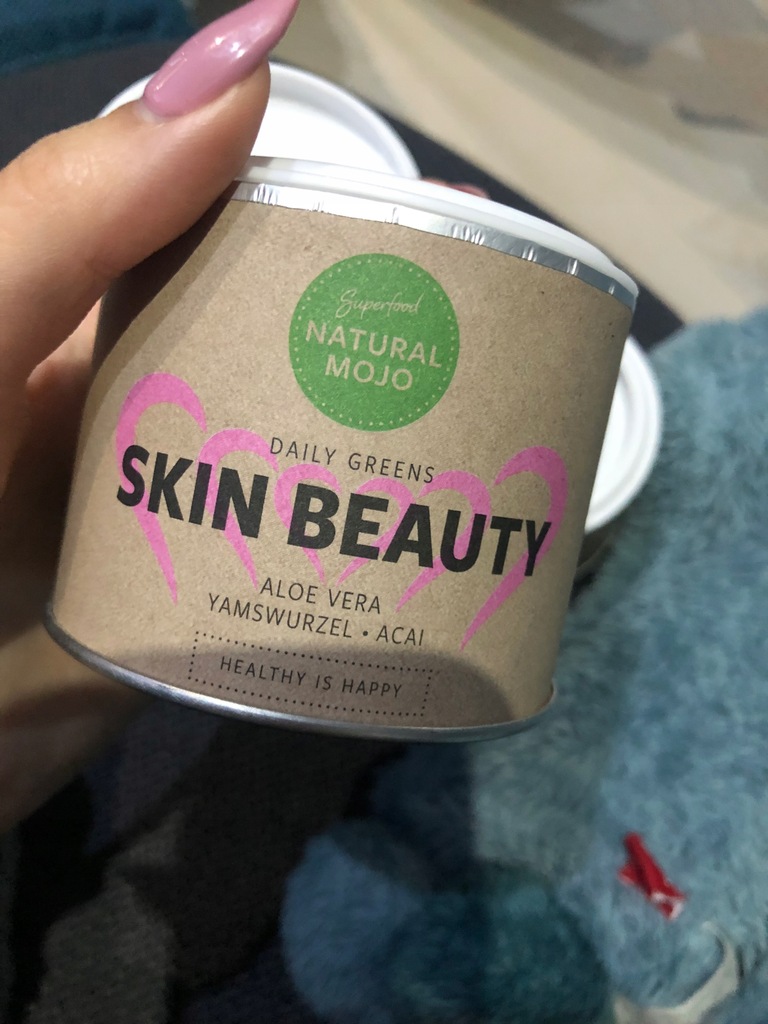 Superfood
NATURAL
MOJO
DAILY GREENS
SKIN BEAUTY
ALOE VERA
YAMSWURZEL • ACAI
HEALTHY IS HAPPY